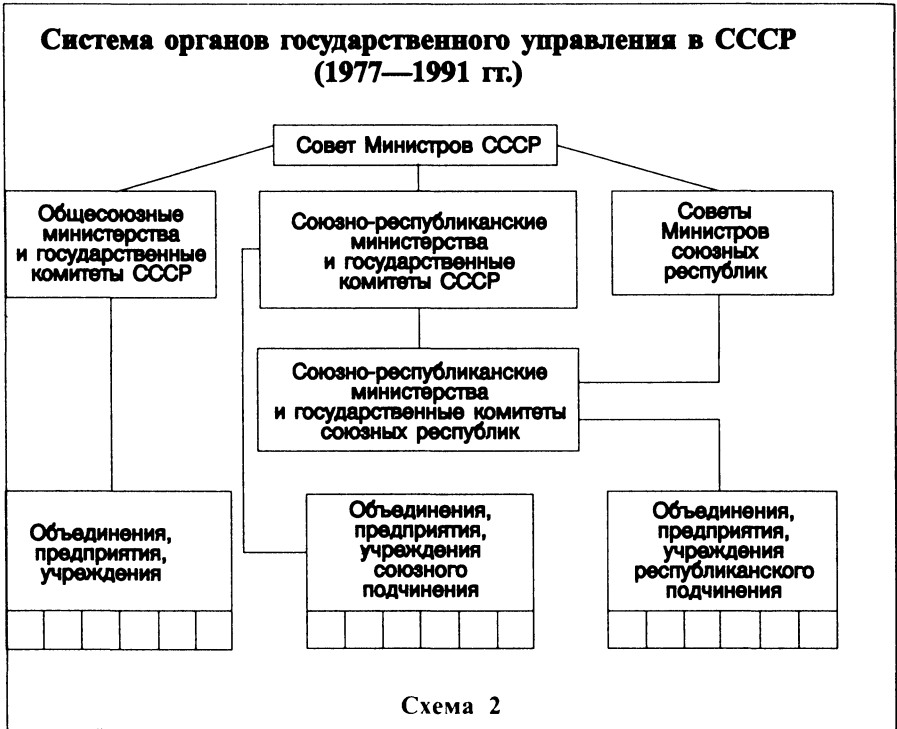 Система органов государственного управления в СССР
(1977—1991 гг.)
Совет Министров СССР
Общесоюзные
министерства
и государственные
комитеты СССР
Союзно-республиканские
министерства
и государственные
комитеты СССР
Советы
Министров
союзных
республик
Союзно-республиканские
министерства
и государственные комитеты
союзных республик
Объединения,
предприятия,
учреждения
Объединения,
предприятия,
учреждения
союзного
подчинения
Объединения,
предприятия,
учреждения
республиканского
подчинения
Схема 2